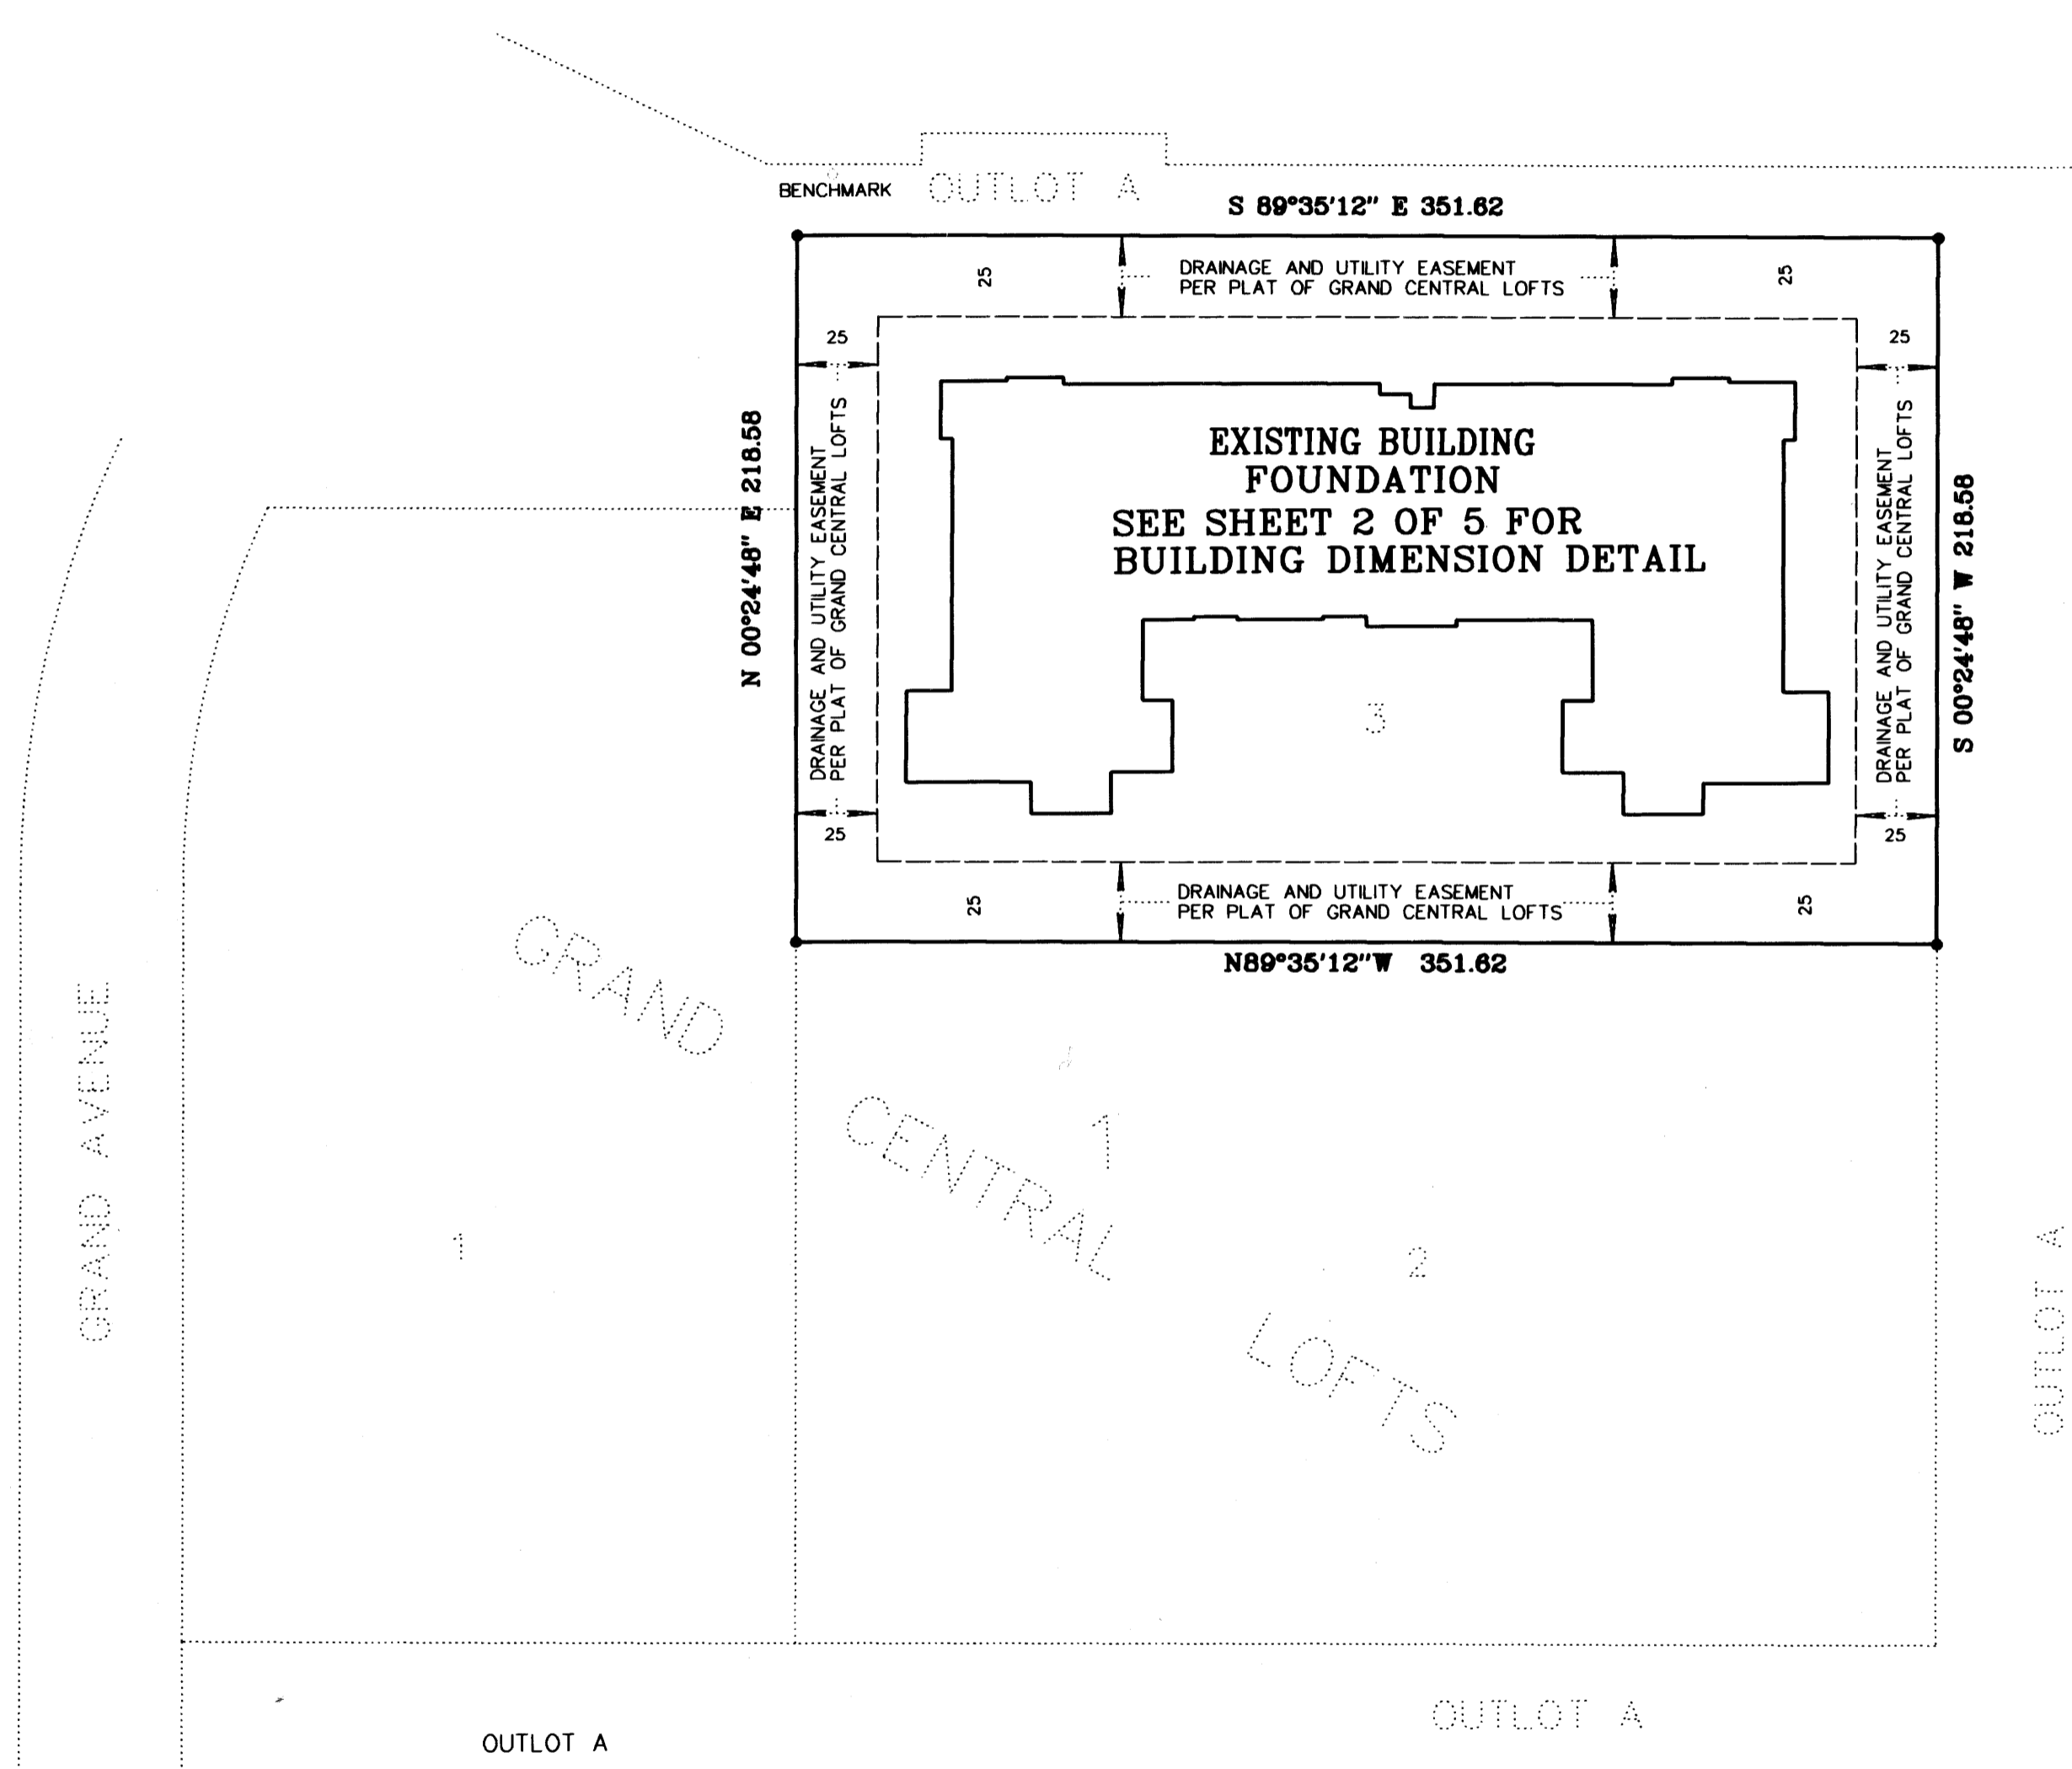 BENCHMARK
OUTLOT A
S 89°35'12" E 351.62
25
DRAINAGE AND UTILITY EASEMENT
PER PLAT OF GRAND CENTRAL LOFTS
25
25
25
N 00°24'48" E 218.58
DRAINAGE AND UTILITY EASEMENT
PER PLAT OF GRAND CENTRAL LOFTS
EXISTING BUILDING
FOUNDATION
SEE SHEET 2 OF 5 FOR
BUILDING DIMENSION DETAIL
DRAINAGE AND UTILITY EASEMENT
PER PLAT OF GRAND CENTRAL LOFTS
S 00°24'48" W 218.58
3
25
25
25
DRAINAGE AND UTILITY EASEMENT
PER PLAT OF GRAND CENTRAL LOFTS
25
N89°35'12"W 351.62
GRAND AVENUE
GRAND
CENTRAL
LOFTS
1
1
2
OUTLOT A
OUTLOT A
OUTLOT A